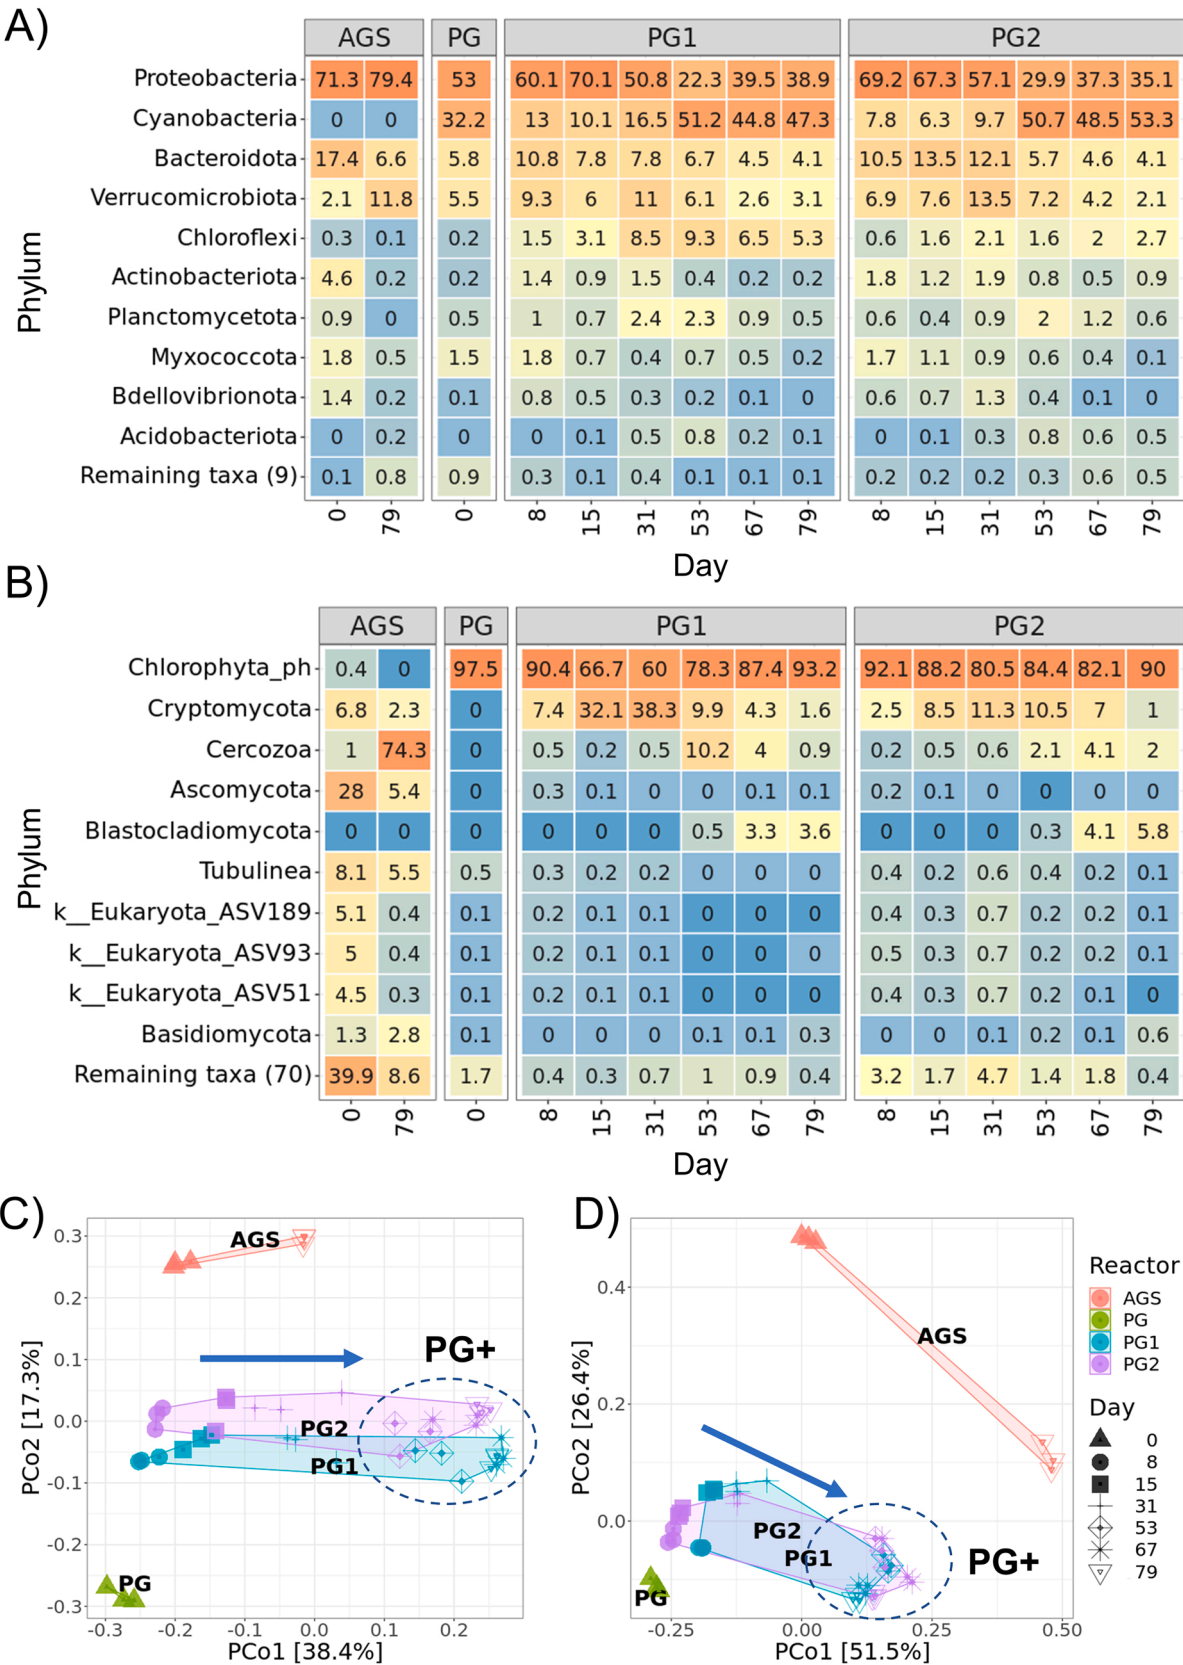 A)
AGS PG PG1 PG2
Proteobacteria 71.3 79.4 53 60.1 70.1 50.8 22.3 39.5 38.9 69.2 67.3 57.1 29.9 37.3 35.1
Cyanobacteria 0 0 32.2 13 10.1 16.5 51.2 44.8 47.3 7.8 6.3 9.7 50.7 48.5 53.3
Bacteroidota 17.4 6.6 5.8 10.8 7.8 7.8 6.7 4.5 4.1 10.5 13.5 12.1 5.7 4.6 4.1
Verrucomicrobiota 2.1 11.8 5.5 9.3 6 11 6.1 2.6 3.1 6.9 7.6 13.5 7.2 4.2 2.1
Chloroflexi 0.3 0.1 0.2 1.5 3.1 8.5 9.3 6.5 5.3 0.6 1.6 2.1 1.6 2 2.7
Actinobacteriota 4.6 0.2 0.2 1.4 0.9 1.5 0.4 0.2 0.2 1.8 1.2 1.9 0.8 0.5 0.9
Planctomycetota 0.9 0 0.5 1 0.7 2.4 2.3 0.9 0.5 0.6 0.4 0.9 2 1.2 0.6
Myxococcota 1.8 0.5 1.5 1.8 0.7 0.4 0.7 0.5 0.2 1.7 1.1 0.9 0.6 0.4 0.1
Bdellovibrionota 1.4 0.2 0.1 0.8 0.5 0.3 0.2 0.1 0 0.6 0.7 1.3 0.4 0.1 0
Acidobacteriota 0 0.2 0 0 0.1 0.5 0.8 0.2 0.1 0 0.1 0.3 0.8 0.6 0.5
Remaining taxa (9) 0.1 0.8 0.9 0.3 0.1 0.4 0.1 0.1 0.1 0.2 0.2 0.2 0.3 0.6 0.5
Phylum
0 79 0 8 15 31 53 67 79 8 15 31 53 67 79
Day
B)
AGS PG PG1 PG2
Chlorophyta_ph 0.4 0 97.5 90.4 66.7 60 78.3 87.4 93.2 92.1 88.2 80.5 84.4 82.1 90
Cryptomycota 6.8 2.3 0 7.4 32.1 38.3 9.9 4.3 1.6 2.5 8.5 11.3 10.5 7 1
Cercozoa 1 74.3 0 0.5 0.2 0.5 10.2 4 0.9 0.2 0.5 0.6 2.1 4.1 2
Ascomycota 28 5.4 0 0.3 0.1 0 0 0.1 0.1 0.2 0.1 0 0 0 0
Blastocladiomycota 0 0 0 0 0 0 0.5 3.3 3.6 0 0 0 0.3 4.1 5.8
Tubulinea 8.1 5.5 0.5 0.3 0.2 0.2 0 0 0 0.4 0.2 0.6 0.4 0.2 0.1
k__Eukaryota_ASV189 5.1 0.4 0.1 0.2 0.1 0.1 0 0 0 0.4 0.3 0.7 0.2 0.2 0.1
k__Eukaryota_ASV93 5 0.4 0.1 0.2 0.1 0.1 0 0 0 0.5 0.3 0.7 0.2 0.2 0.1
k__Eukaryota_ASV51 4.5 0.3 0.1 0.2 0.1 0.1 0 0 0 0.4 0.3 0.7 0.2 0.1 0
Basidiomycota 1.3 2.8 0.1 0 0 0 0.1 0.1 0.3 0 0 0.1 0.2 0.1 0.6
Remaining taxa (70) 39.9 8.6 1.7 0.4 0.3 0.7 1 0.9 0.4 3.2 1.7 4.7 1.4 1.8 0.4
Phylum
0 79 0 8 15 31 53 67 79 8 15 31 53 67 79
Day
C)
PCo2 [17.3%]
0.3
0.2
0.1
0.0
-0.1
-0.2
-0.3
AGS
PG+
PG2
PG1
PG
-0.3 -0.2 -0.1 0.0 0.1 0.2
PCo1 [38.4%]
D)
PCo2 [26.4%]
0.4
0.2
0.0
AGS
PG2
PG1
PG+
PG
-0.25 0.00 0.25 0.50
PCo1 [51.5%]
Reactor
AGS
PG
PG1
PG2
Day
0
8
15
31
53
67
79